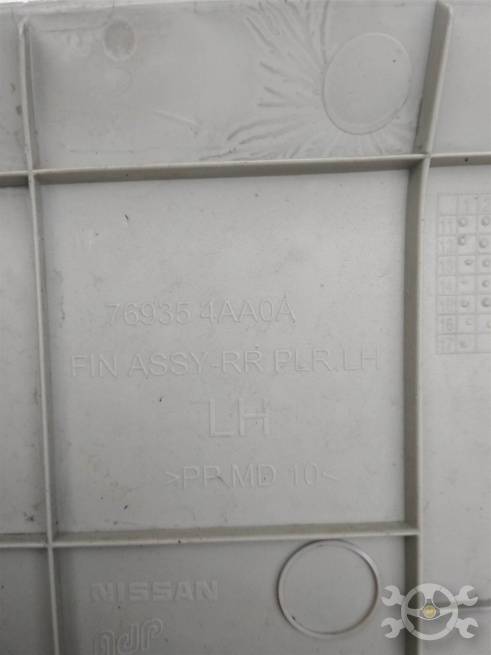 76935 4AA0A
FIN ASSY-RR PLR.LH
LH
>PP MD 10<
NISSAN